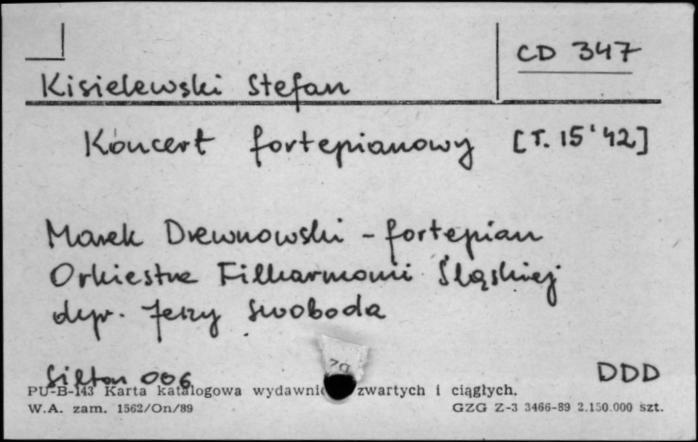 CD 347
Kisielewski Stefan
Koncert fortepianowy [T. 15'42]
Marek Drewnowski - fortepian
Orkiestra Filharmonii Śląskiej
dyr. Jerzy Swoboda
Silton 006 DDD
PU-B-143 Karta katalogowa wydawnic zwartych i ciągłych.
W.A. zam. 1562/On/89 GZG Z-3 3466-89 2.150.000 szt.